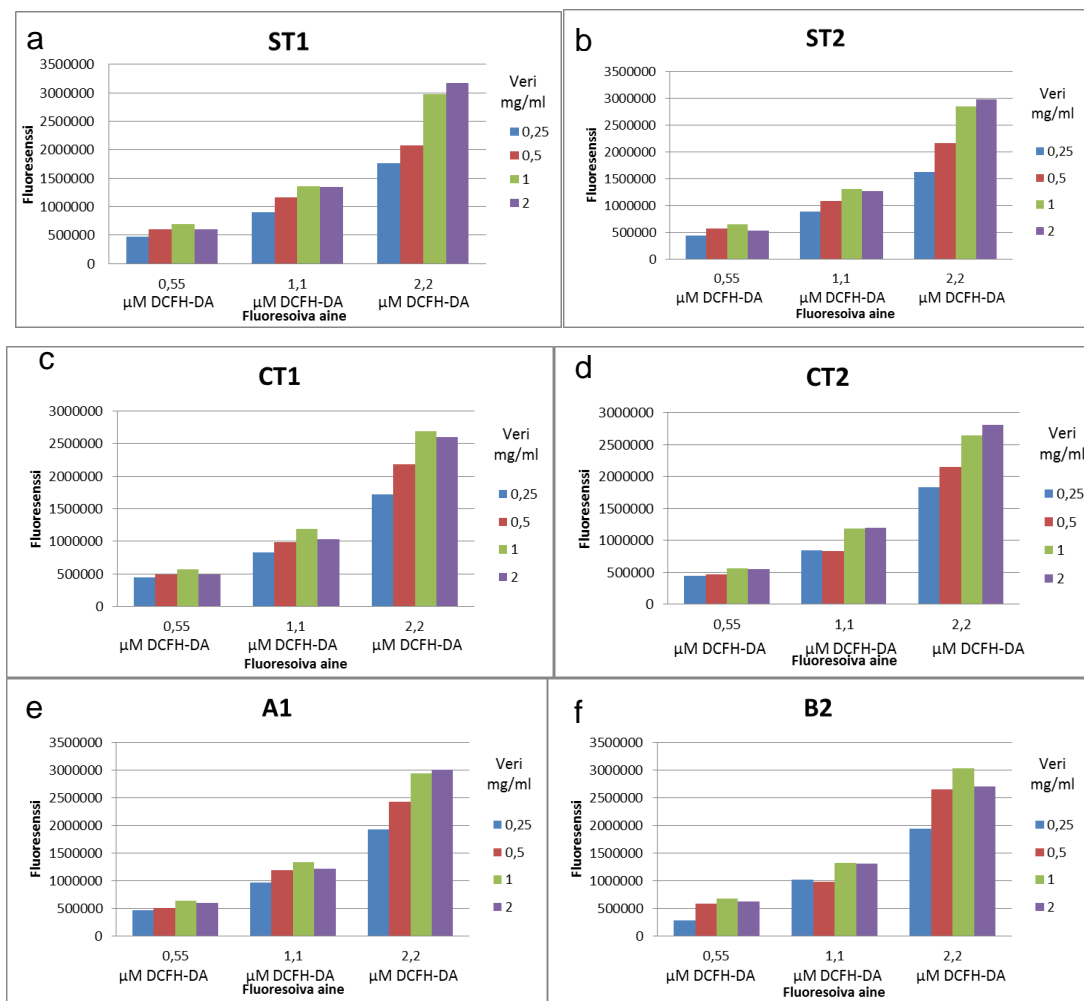 a
ST1
3500000
3000000
2500000
2000000
1500000
1000000
500000
0
Fluoresenssi
Veri
mg/ml
0,25
0,5
1
2
0,55
1,1
2,2
µM DCFH-DA
µM DCFH-DA
µM DCFH-DA
Fluoresoiva aine
b
ST2
3500000
3000000
2500000
2000000
1500000
1000000
500000
0
Fluoresenssi
Veri
mg/ml
0,25
0,5
1
2
0,55
1,1
2,2
µM DCFH-DA
µM DCFH-DA
µM DCFH-DA
Fluoresoiva aine
c
CT1
3000000
2500000
2000000
1500000
1000000
500000
0
Fluoresenssi
Veri
mg/ml
0,25
0,5
1
2
0,55
1,1
2,2
µM DCFH-DA
µM DCFH-DA
µM DCFH-DA
Fluoresoiva aine
d
CT2
3000000
2500000
2000000
1500000
1000000
500000
0
Fluoresenssi
Veri
mg/ml
0,25
0,5
1
2
0,55
1,1
2,2
µM DCFH-DA
µM DCFH-DA
µM DCFH-DA
Fluoresoiva aine
e
A1
3500000
3000000
2500000
2000000
1500000
1000000
500000
0
Fluoresenssi
Veri
mg/ml
0,25
0,5
1
2
0,55
1,1
2,2
µM DCFH-DA
µM DCFH-DA
µM DCFH-DA
Fluoresoiva aine
f
B2
3500000
3000000
2500000
2000000
1500000
1000000
500000
0
Fluoresenssi
Veri
mg/ml
0,25
0,5
1
2
0,55
1,1
2,2
µM DCFH-DA
µM DCFH-DA
µM DCFH-DA
Fluoresoiva aine